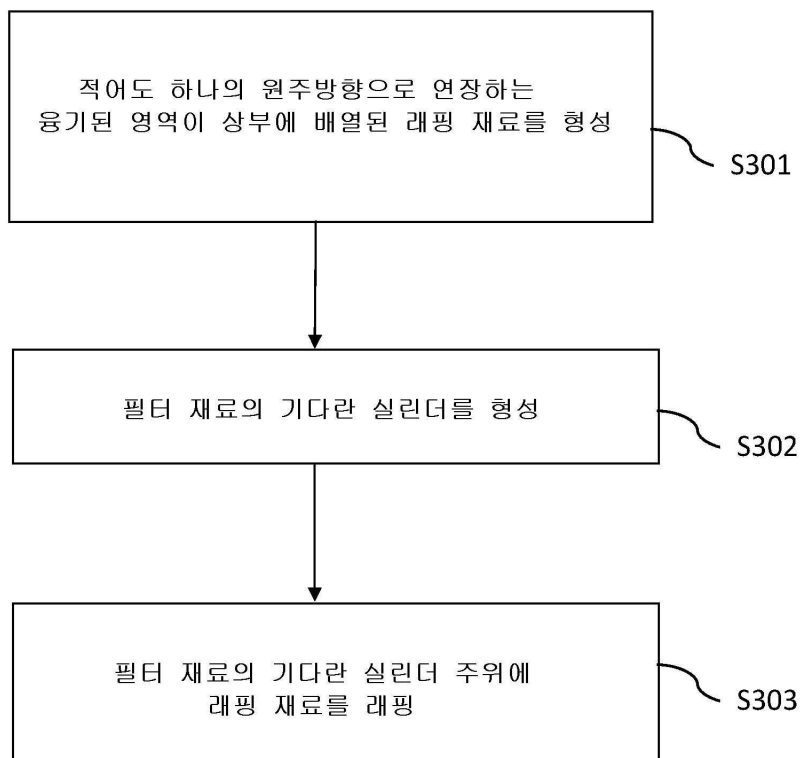 적어도 하나의 원주방향으로 연장하는
융기된 영역이 상부에 배열된 래핑 재료를 형성
S301
필터 재료의 기다란 실린더를 형성
S302
필터 재료의 기다란 실린더 주위에
래핑 재료를 래핑
S303